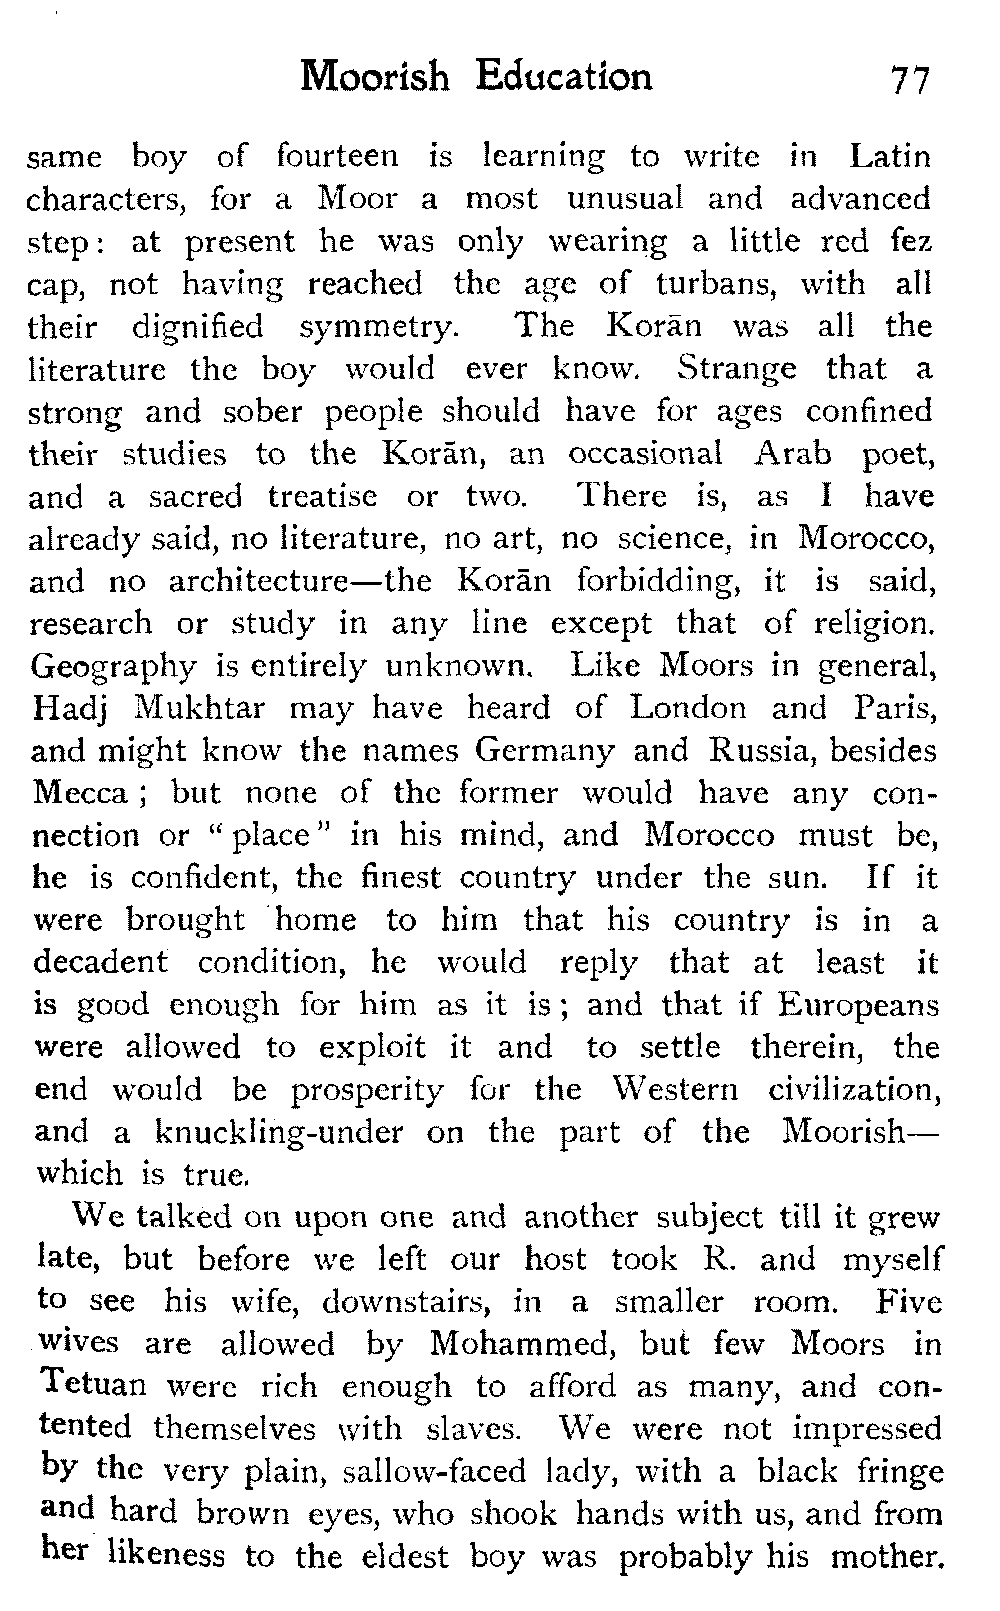 Moorish Education 77
same boy of fourteen is learning to write in Latin
characters, for a Moor a most unusual and advanced
step: at present he was only wearing a little red fez
cap, not having reached the age of turbans, with all
their dignified symmetry. The Korān was all the
literature the boy would ever know. Strange that a
strong and sober people should have for ages confined
their studies to the Korān, an occasional Arab poet,
and a sacred treatise or two. There is, as I have
already said, no literature, no art, no science, in Morocco,
and no architecture—the Korān forbidding, it is said,
research or study in any line except that of religion.
Geography is entirely unknown. Like Moors in general,
Hadj Mukhtar may have heard of London and Paris,
and might know the names Germany and Russia, besides
Mecca; but none of the former would have any con-
nection or "place" in his mind, and Morocco must be,
he is confident, the finest country under the sun. If it
were brought home to him that his country is in a
decadent condition, he would reply that at least it
is good enough for him as it is; and that if Europeans
were allowed to exploit it and to settle therein, the
end would be prosperity for the Western civilization,
and a knuckling-under on the part of the Moorish—
which is true.
We talked on upon one and another subject till it grew
late, but before we left our host took R. and myself
to see his wife, downstairs, in a smaller room. Five
wives are allowed by Mohammed, but few Moors in
Tetuan were rich enough to afford as many, and con-
tented themselves with slaves. We were not impressed
by the very plain, sallow-faced lady, with a black fringe
and hard brown eyes, who shook hands with us, and from
her likeness to the eldest boy was probably his mother.